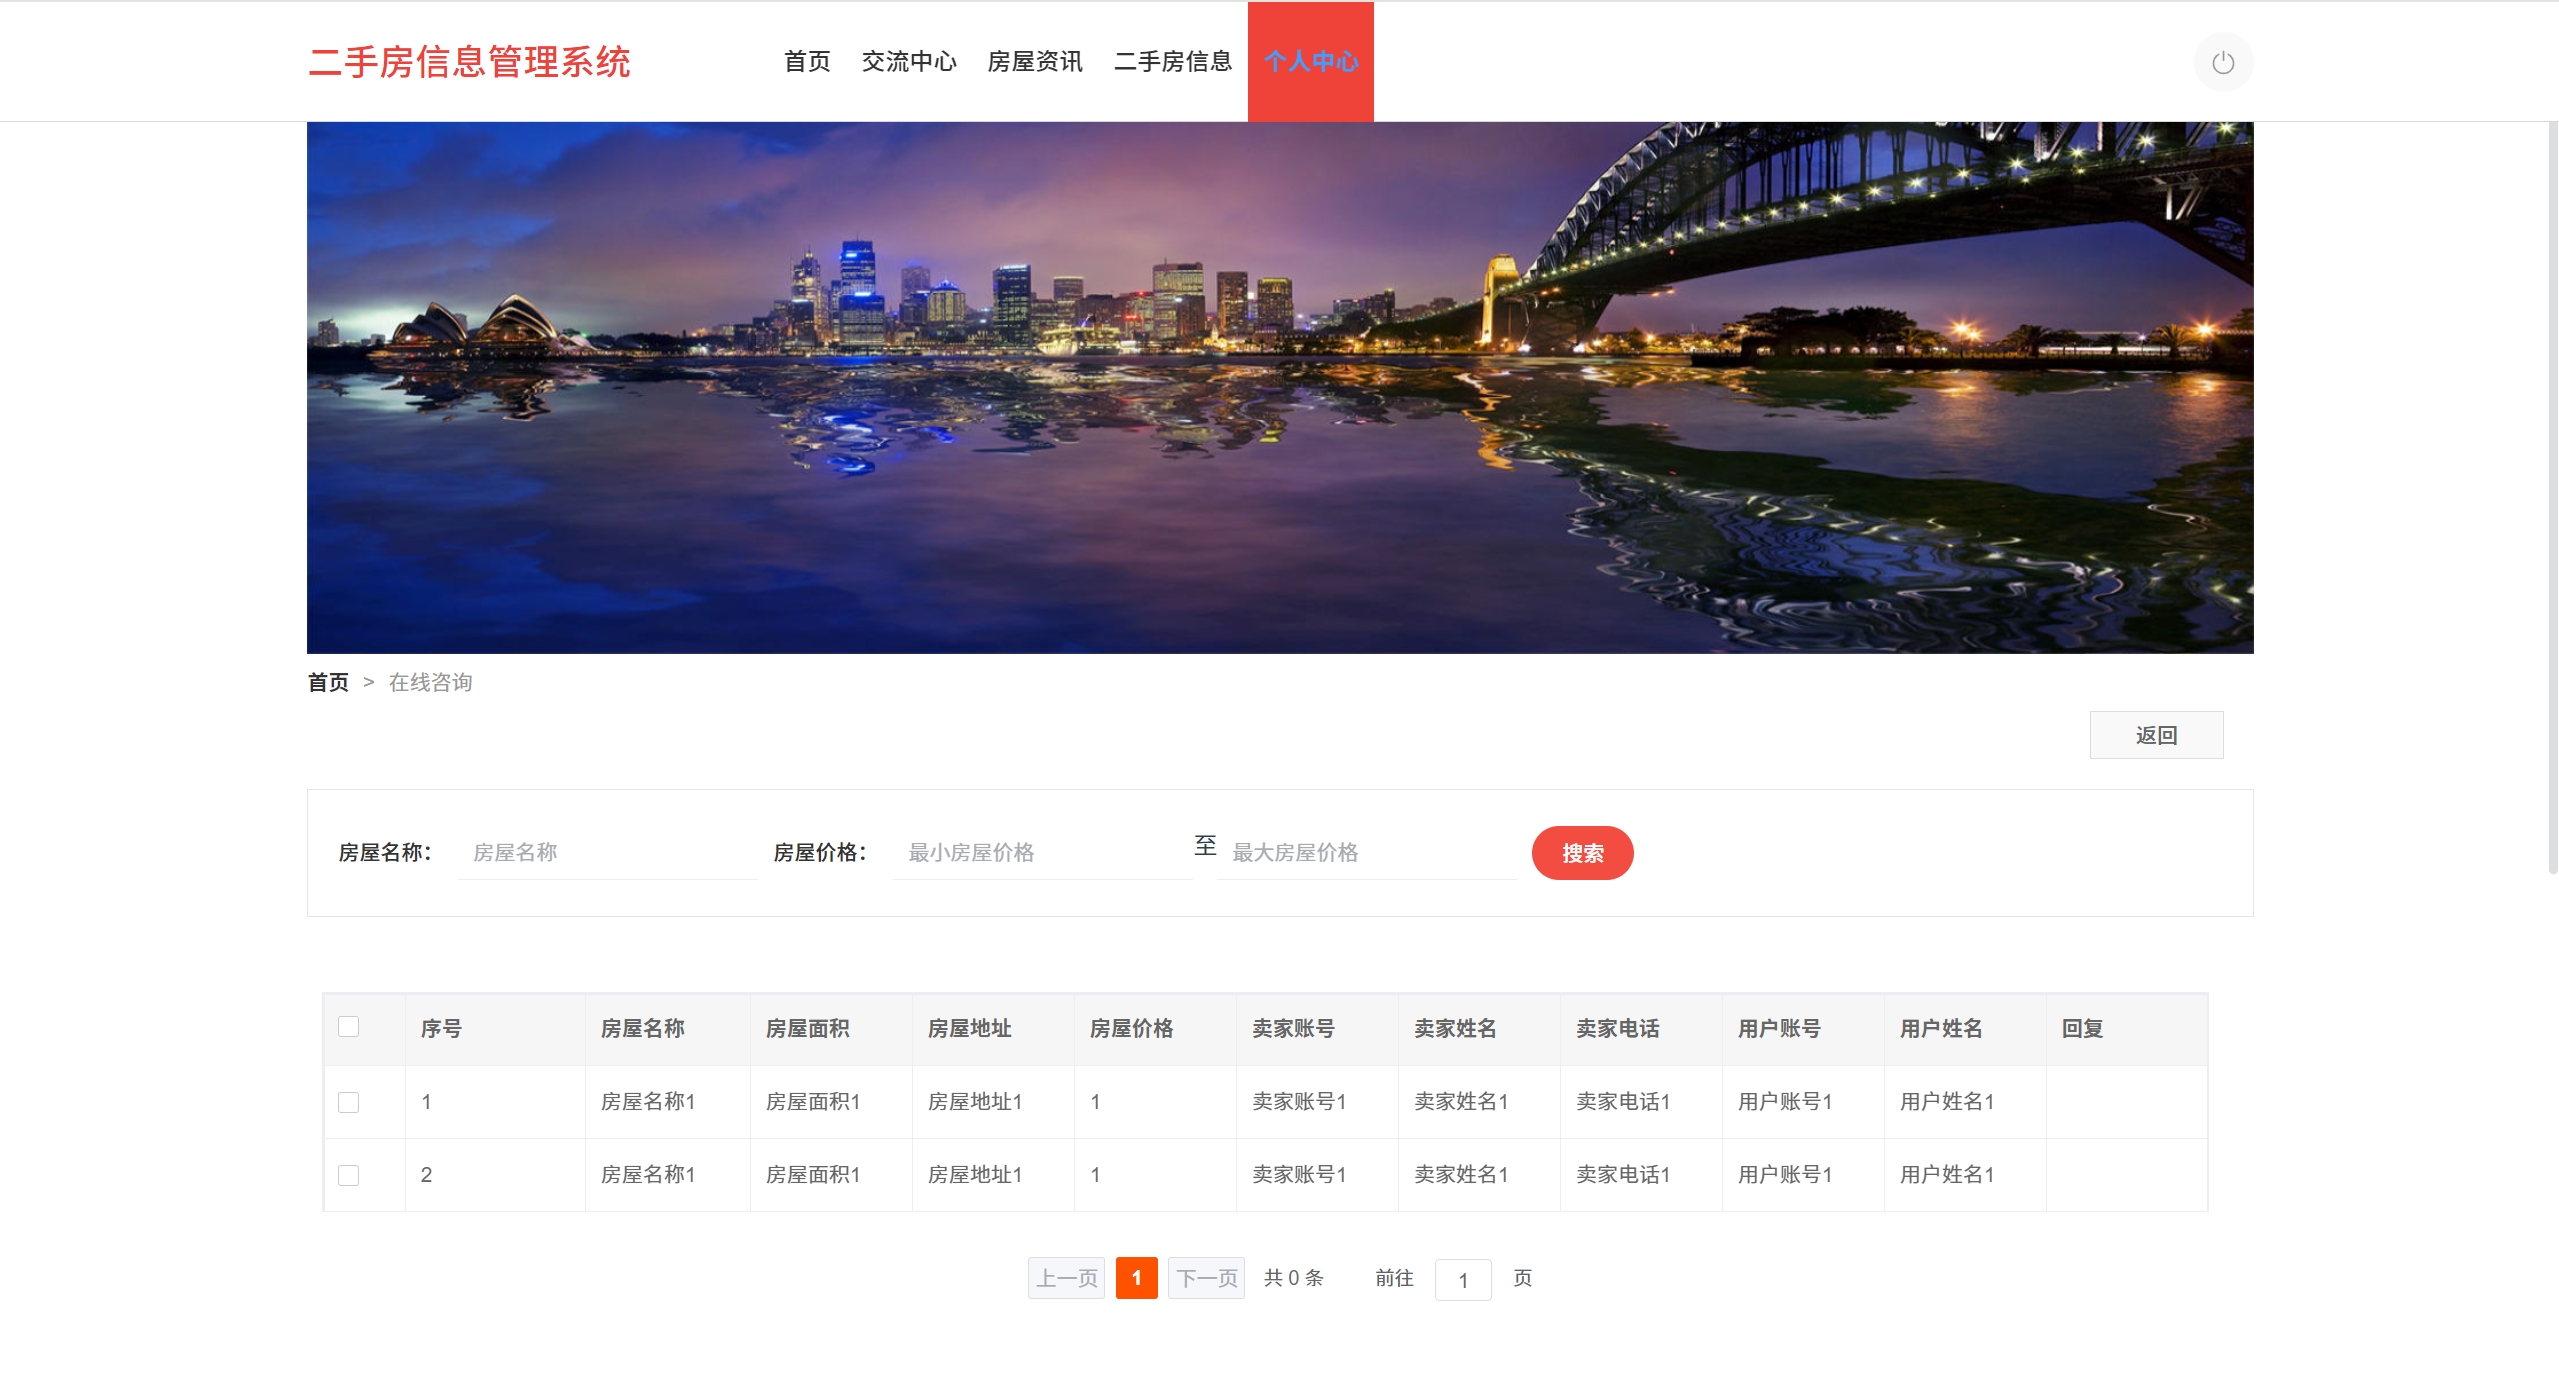 二手房信息管理系统 首页 交流中心 房屋资讯 二手房信息 个人中心
首页 > 在线咨询
返回
房屋名称： 房屋名称 房屋价格： 最小房屋价格 至 最大房屋价格 搜索
序号 房屋名称 房屋面积 房屋地址 房屋价格 卖家账号 卖家姓名 卖家电话 用户账号 用户姓名 回复
1 房屋名称1 房屋面积1 房屋地址1 1 卖家账号1 卖家姓名1 卖家电话1 用户账号1 用户姓名1
2 房屋名称1 房屋面积1 房屋地址1 1 卖家账号1 卖家姓名1 卖家电话1 用户账号1 用户姓名1
上一页 1 下一页 共 0 条 前往 1 页